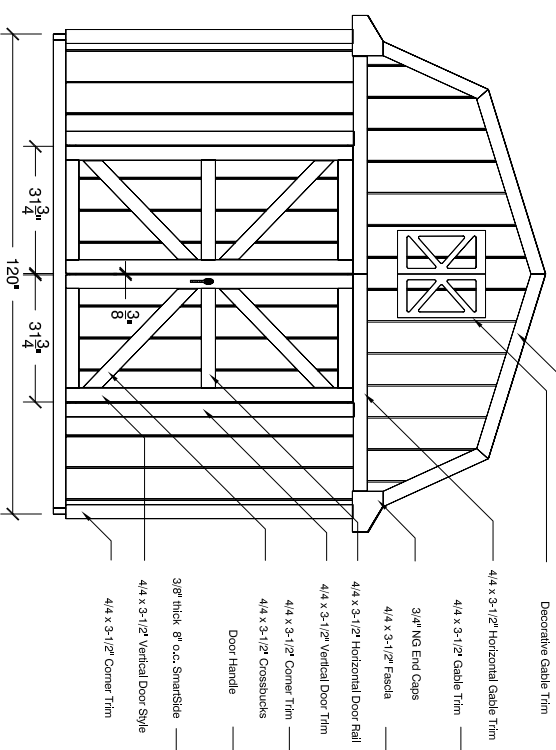 Decorative Gable Trim
4/4 x 3-1/2" Horizontal Gable Trim
4/4 x 3-1/2" Gable Trim
3/4" NG End Caps
4/4 x 3-1/2" Fascia
4/4 x 3-1/2" Horizontal Door Rail
4/4 x 3-1/2" Vertical Door Trim
4/4 x 3-1/2" Corner Trim
4/4 x 3-1/2" Crossbucks
Door Handle
3/8" thick 8" o.c. SmartSide
4/4 x 3-1/2" Vertical Door Style
4/4 x 3-1/2" Corner Trim
3/8"
31 3/4"
31 3/4"
120"